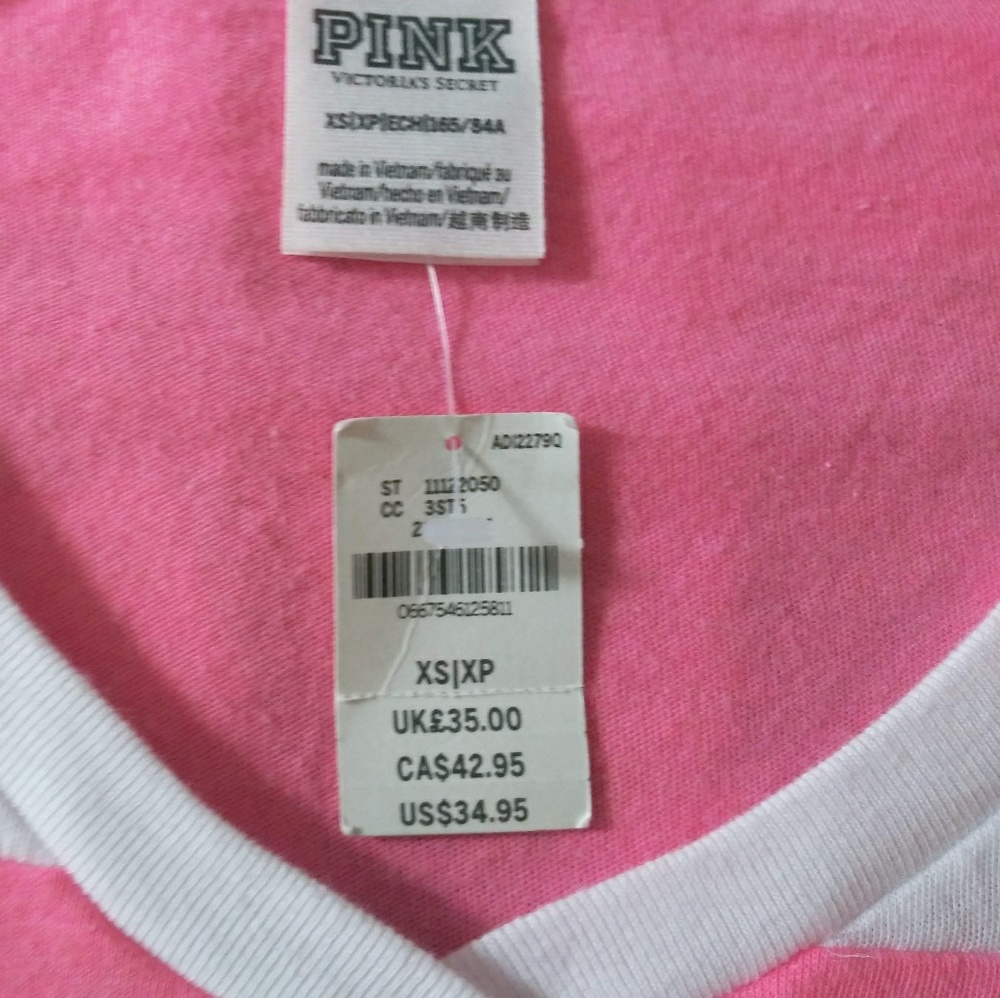 PINK
VICTORIA'S SECRET
XS|XP|ECH|165/84A
made in Vietnam/fabriqué au
Vietnam/hecho en Vietnam/
fabbricato in Vietnam/越南制造
ADI2279Q
ST 11122050
CC 3ST5
0667546125811
XS|XP
UK£35.00
CA$42.95
US$34.95